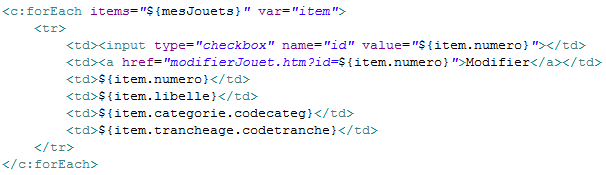 <c:forEach items="${mesJouets}" var="item">
<tr>
<td><input type="checkbox" name="id" value="${item.numero}"></td>
<td><a href="modifierJouet.htm?id=${item.numero}">Modifier</a></td>
<td>${item.numero}</td>
<td>${item.libelle}</td>
<td>${item.categorie.codecateg}</td>
<td>${item.trancheage.codetranche}</td>
</tr>
</c:forEach>